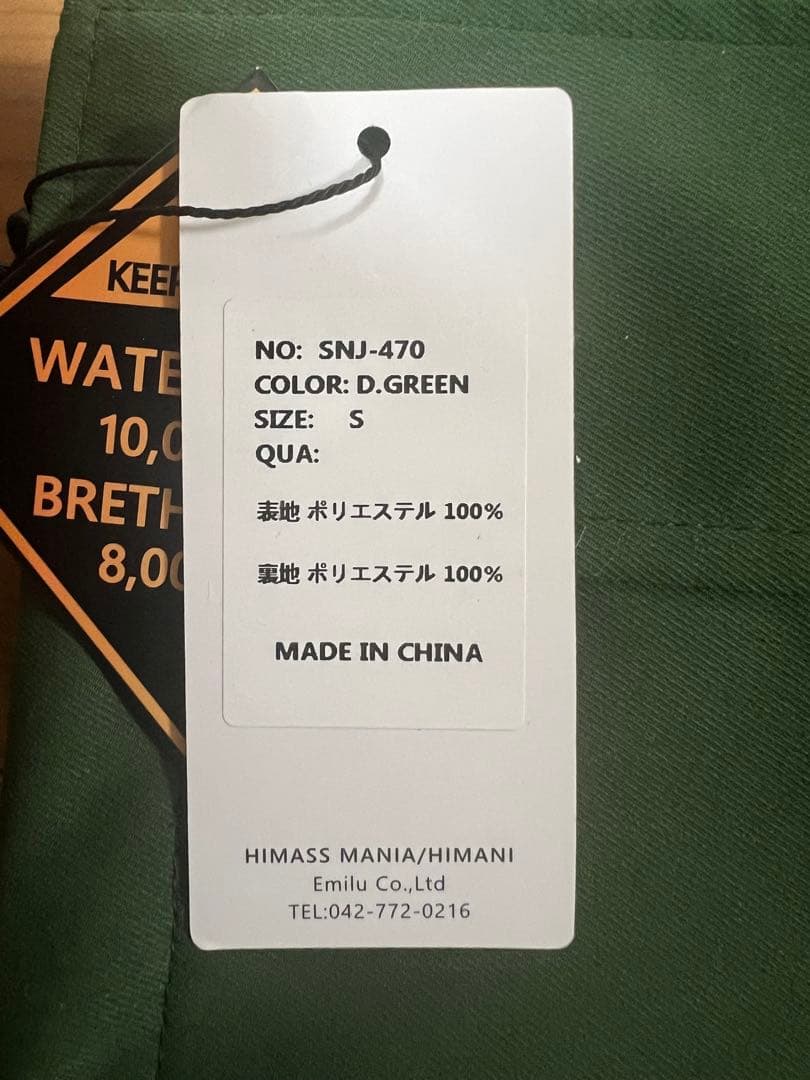 NO: SNJ-470
COLOR: D.GREEN
SIZE: S
QUA:
表地 ポリエステル 100%
裏地 ポリエステル 100%
MADE IN CHINA
HIMASS MANIA/HIMANI
Emilu Co.,Ltd
TEL:042-772-0216
KEEP
WATE
10,0
BRETH
8,00